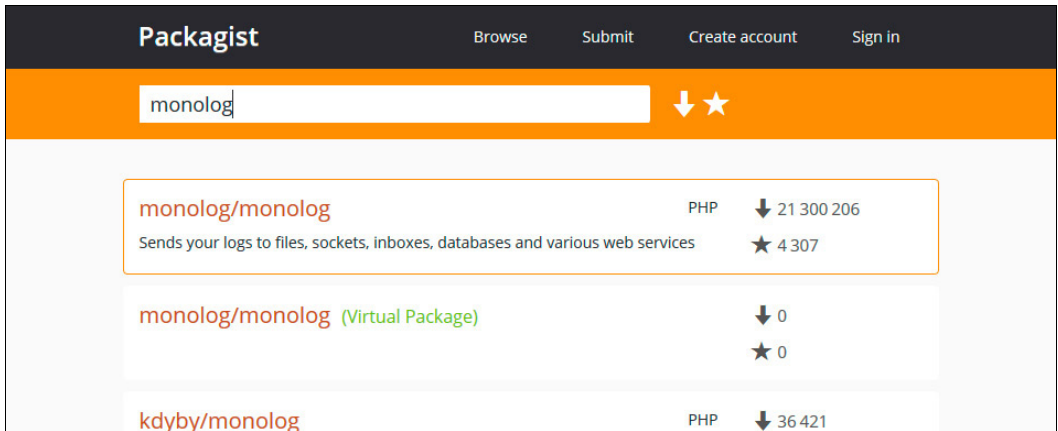 Packagist Browse Submit Create account Sign in
monolog
monolog/monolog PHP 21 300 206
Sends your logs to files, sockets, inboxes, databases and various web services 4 307
monolog/monolog (Virtual Package) 0
0
kdyby/monolog PHP 36 421